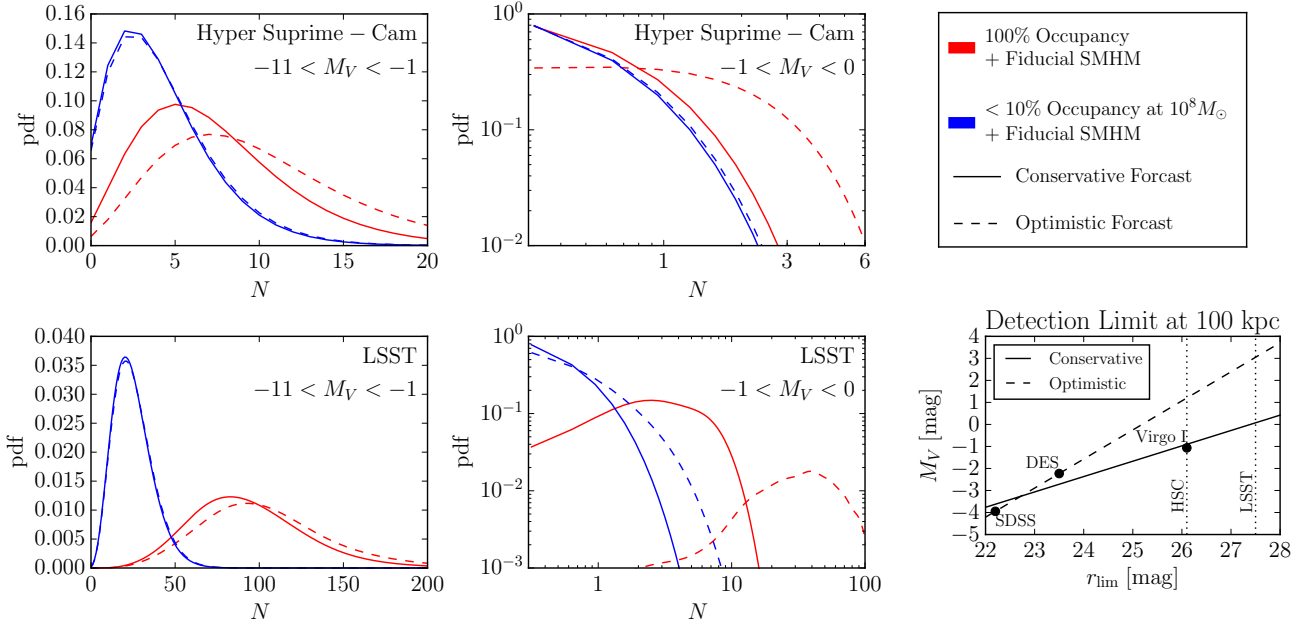 Hyper Suprime − Cam
−11 < M_V < −1
pdf
0.16
0.14
0.12
0.10
0.08
0.06
0.04
0.02
0.00
0 5 10 15 20
N
Hyper Suprime − Cam
−1 < M_V < 0
pdf
10^0
10^−1
10^−2
1 3 6
N
100% Occupancy
+ Fiducial SMHM
< 10% Occupancy at 10^8 M_⊙
+ Fiducial SMHM
Conservative Forcast
Optimistic Forcast
LSST
−11 < M_V < −1
pdf
0.040
0.035
0.030
0.025
0.020
0.015
0.010
0.005
0.000
0 50 100 150 200
N
LSST
−1 < M_V < 0
pdf
10^0
10^−1
10^−2
10^−3
1 10 100
N
Detection Limit at 100 kpc
Conservative
Optimistic
M_V [mag]
4
3
2
1
0
−1
−2
−3
−4
−5
Virgo I
DES
SDSS
HSC
LSST
22 23 24 25 26 27 28
r_lim [mag]